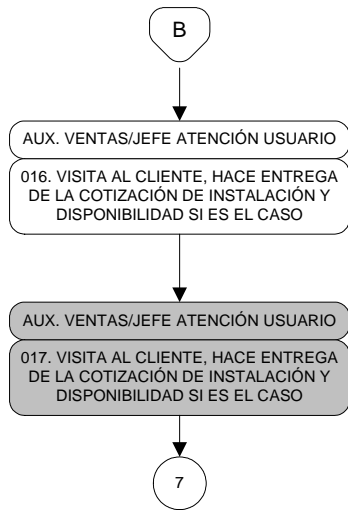 B
AUX. VENTAS/JEFE ATENCIÓN USUARIO
016. VISITA AL CLIENTE, HACE ENTREGA
DE LA COTIZACIÓN DE INSTALACIÓN Y
DISPONIBILIDAD SI ES EL CASO
AUX. VENTAS/JEFE ATENCIÓN USUARIO
017. VISITA AL CLIENTE, HACE ENTREGA
DE LA COTIZACIÓN DE INSTALACIÓN Y
DISPONIBILIDAD SI ES EL CASO
7